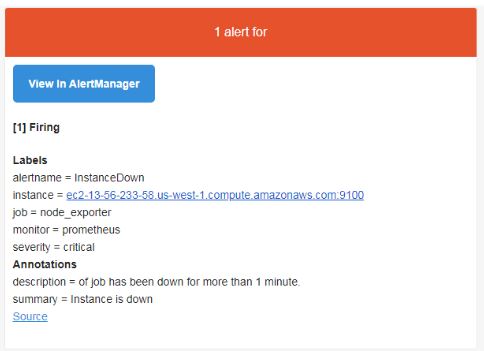 1 alert for
View in AlertManager
[1] Firing
Labels
alertname = InstanceDown
instance = ec2-13-56-233-58.us-west-1.compute.amazonaws.com:9100
job = node_exporter
monitor = prometheus
severity = critical
Annotations
description = of job has been down for more than 1 minute.
summary = Instance is down
Source